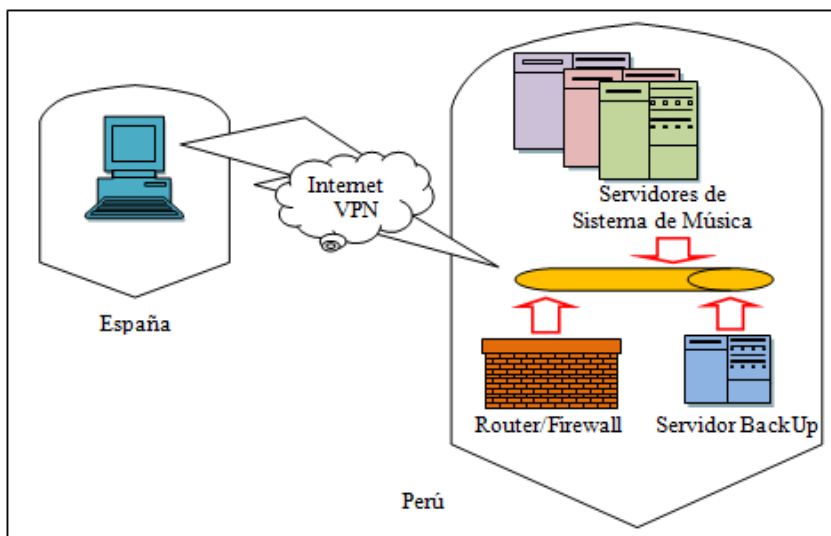 Servidores de
Sistema de Música
Internet
VPN
España
Router/Firewall
Servidor BackUp
Perú